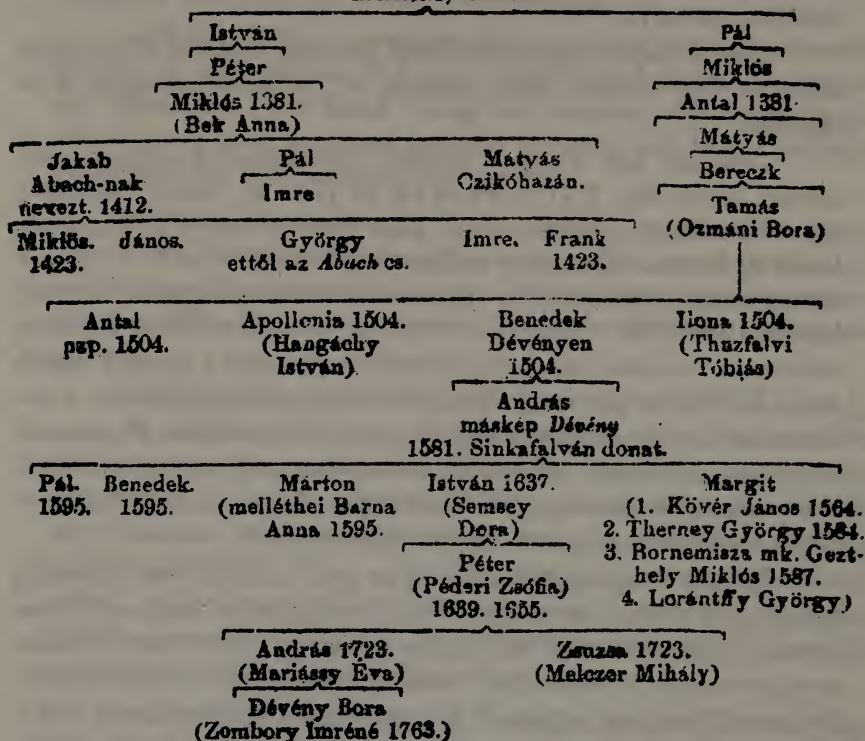 István Pál
Péter Miklós
Miklós 1381. Antal 1381.
(Bek Anna)
Mátyás
Jakab Pál Mátyás
Abach-nak Imre Czikóházán. Bereczk
nevezt. 1412.
Tamás
Miklós. János. György Imre. Frank (Ozmáni Bora)
1423. ettől az Abach cs. 1423.
Antal Apollonia 1504. Benedek Ilona 1504.
pap. 1504. (Hangáchy Dévényen (Thuzfalvi
István) 1504. Tóbiás)
András
máskép Dévény
1581. Sinkafalván donat.
Pál. Benedek. Márton István 1637. Margit
1595. 1595. (melléthei Barna (Semsey (1. Kövér János 1564.
Anna 1595. Dora) 2. Therney György 1584.
Péter 3. Bornemisza mk. Gezt-
(Péderi Zsófia) hely Miklós 1587.
1639. 1655. 4. Lorántffy György)
András 1723. Zsuzsa 1723.
(Mariássy Éva) (Melczer Mihály)
Dévény Bora
(Zombory Imréné 1763.)